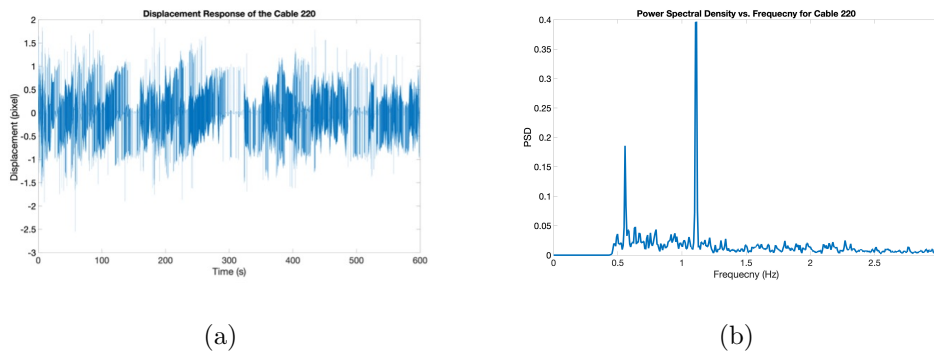 Displacement Response of the Cable 220
2
1.5
1
0.5
0
-0.5
-1
-1.5
-2
-2.5
-3
Displacement (pixel)
0 100 200 300 400 500 600
Time (s)
(a)
Power Spectral Density vs. Frequecny for Cable 220
0.4
0.35
0.3
0.25
0.2
0.15
0.1
0.05
0
PSD
0 0.5 1 1.5 2 2.5
Frequecny (Hz)
(b)